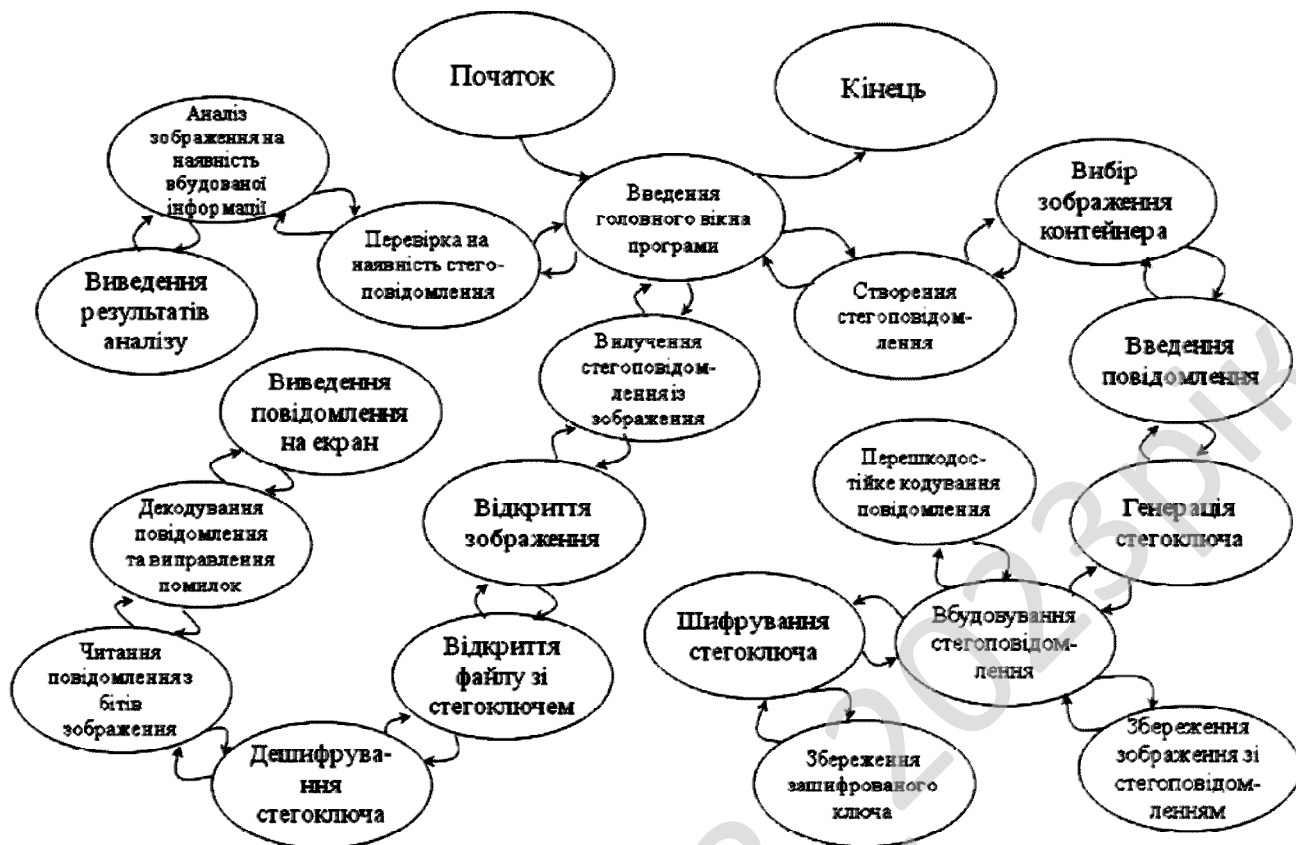 Початок
Кінець
Аналіз
зображення на
наявність
вбудованої
інформації
Введення
головного вікна
програми
Вибір
зображення
контейнера
Перевірка на
наявність стего-
повідомлення
Виведення
результатів
аналізу
Створення
стегоповідом-
лення
Вилучення
стегоповідом-
лення із
зображення
Введення
повідомлення
Виведення
повідомлення
на екран
Перешкодос-
тійке кодування
повідомлення
Генерація
стегоключа
Декодування
повідомлення
та виправлення
помилок
Відкриття
зображення
Шифрування
стегоключа
Вбудовування
стегоповідом-
лення
Читання
повідомлення з
бітів
зображення
Відкриття
файлу зі
стегоключем
Дешифрува-
ння
стегоключа
Збереження
зашифрованого
ключа
Збереження
зображення зі
стегоповідом-
ленням
2023рік